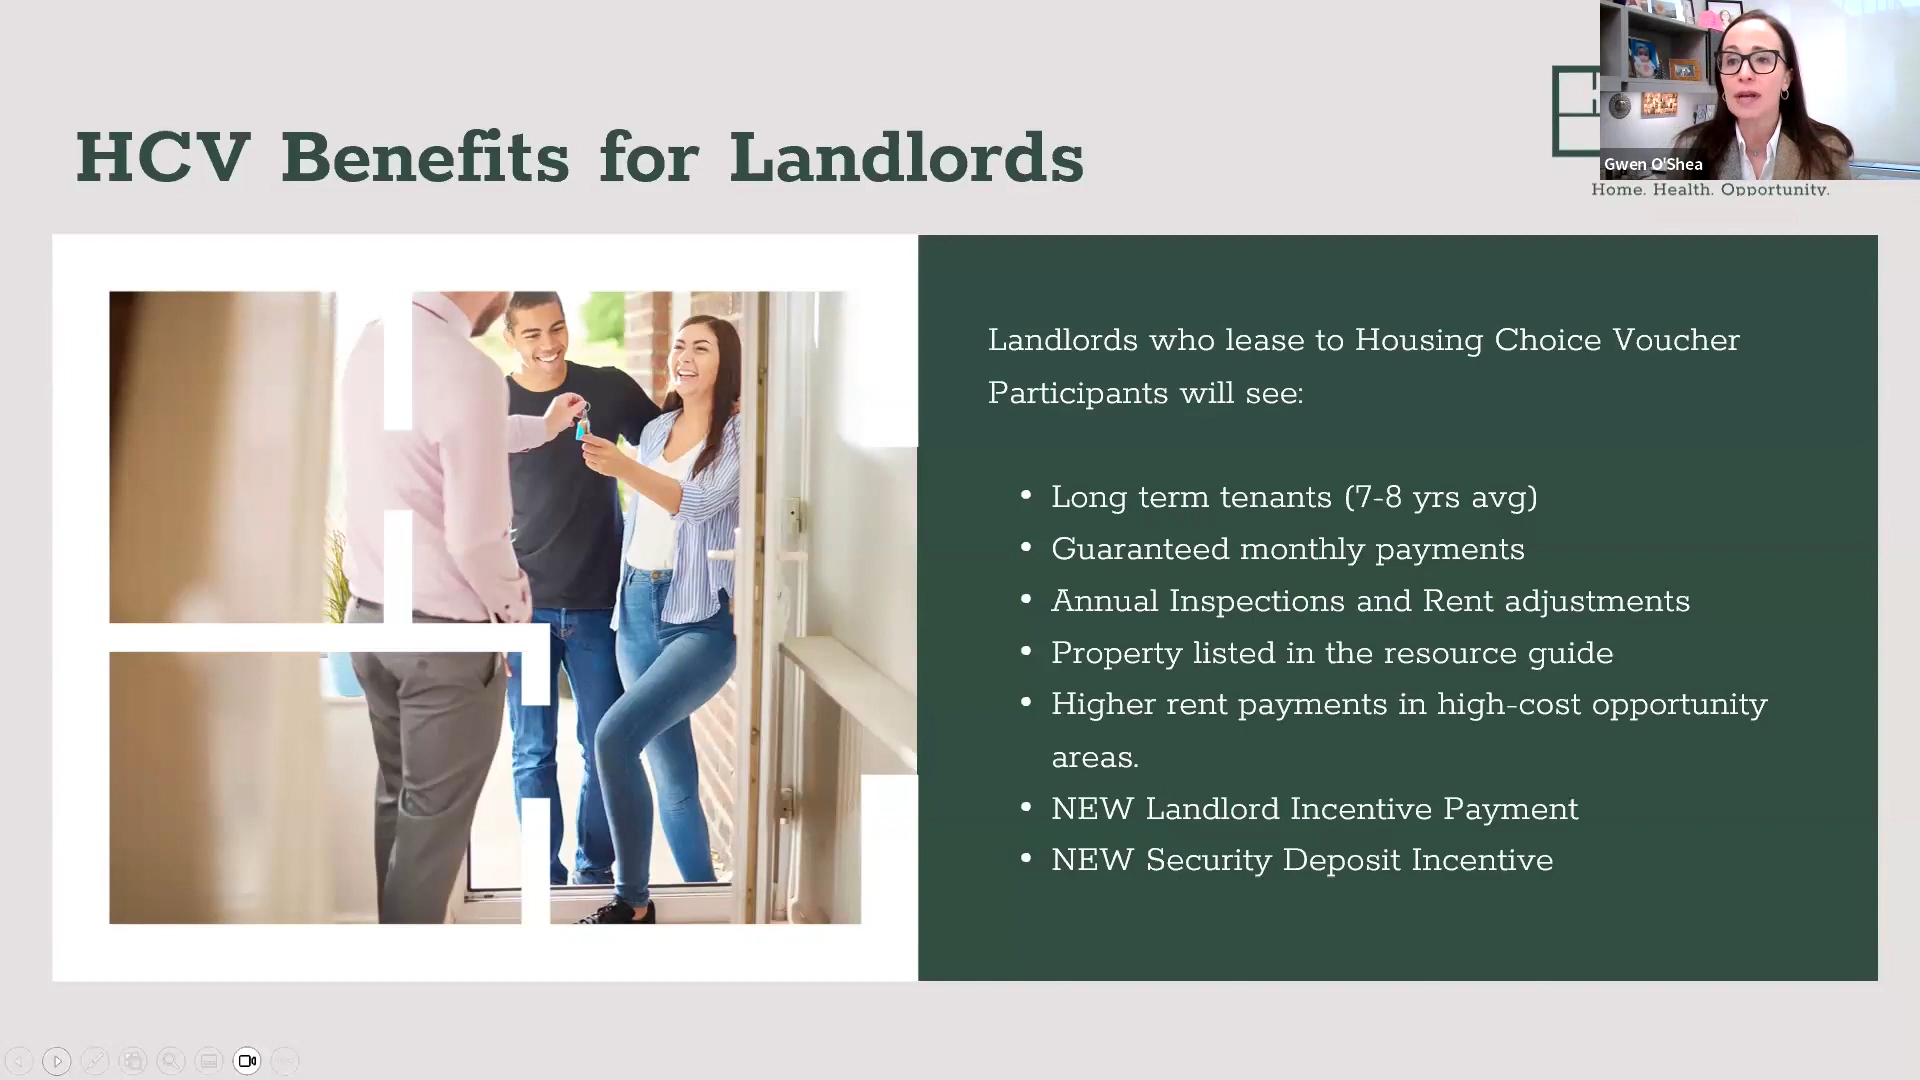 HCV Benefits for Landlords
Gwen O'Shea
Home. Health. Opportunity.
Landlords who lease to Housing Choice Voucher
Participants will see:
• Long term tenants (7-8 yrs avg)
• Guaranteed monthly payments
• Annual Inspections and Rent adjustments
• Property listed in the resource guide
• Higher rent payments in high-cost opportunity
areas.
• NEW Landlord Incentive Payment
• NEW Security Deposit Incentive